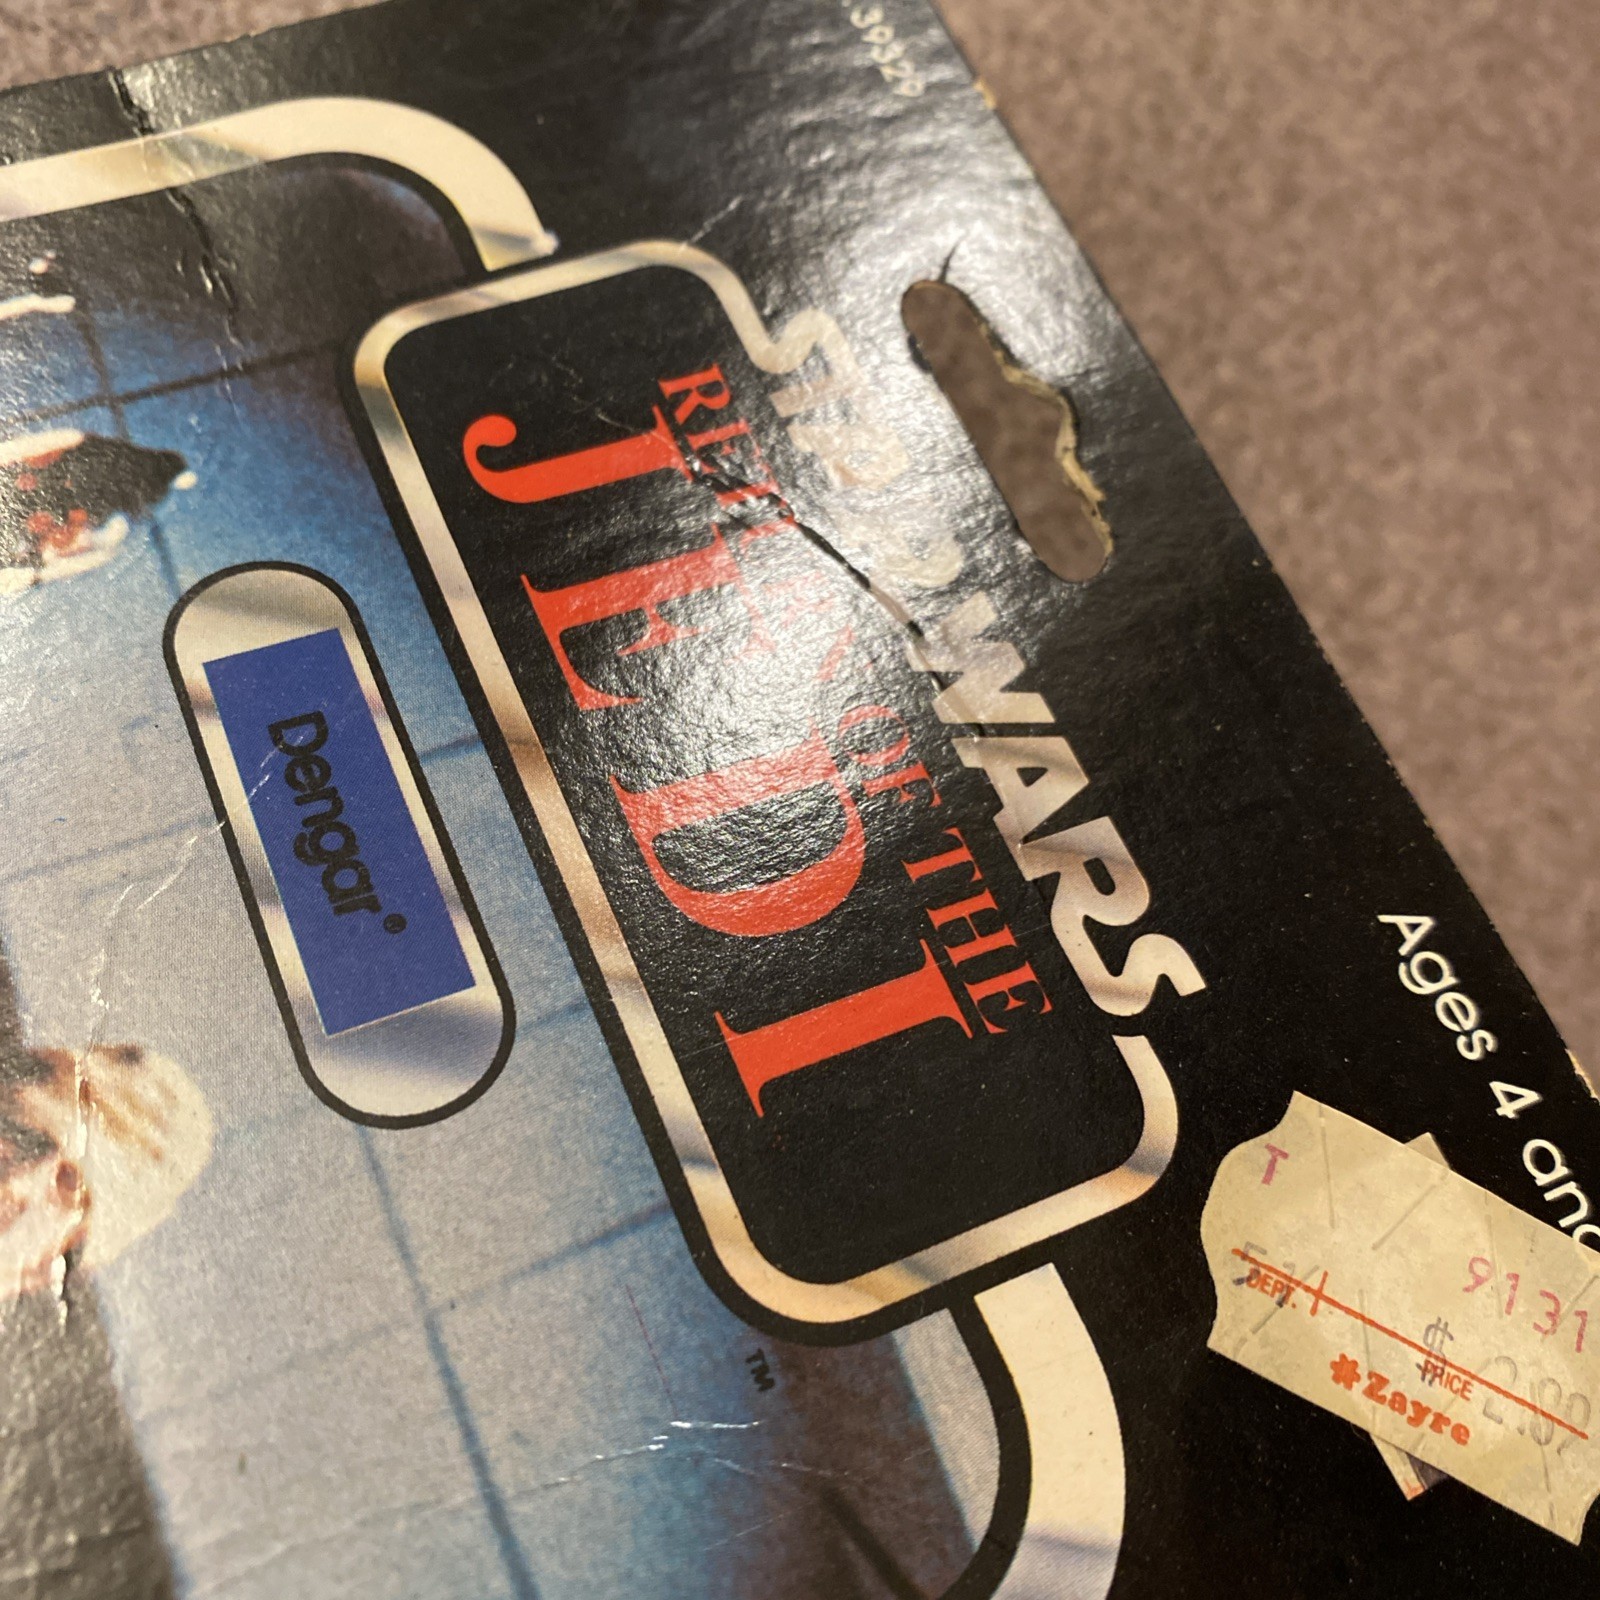 39329
STAR WARS
RETURN OF THE
JEDI
Dengar®
TM
Ages 4 and
T
9131
DEPT.
$
PRICE
#Zayre